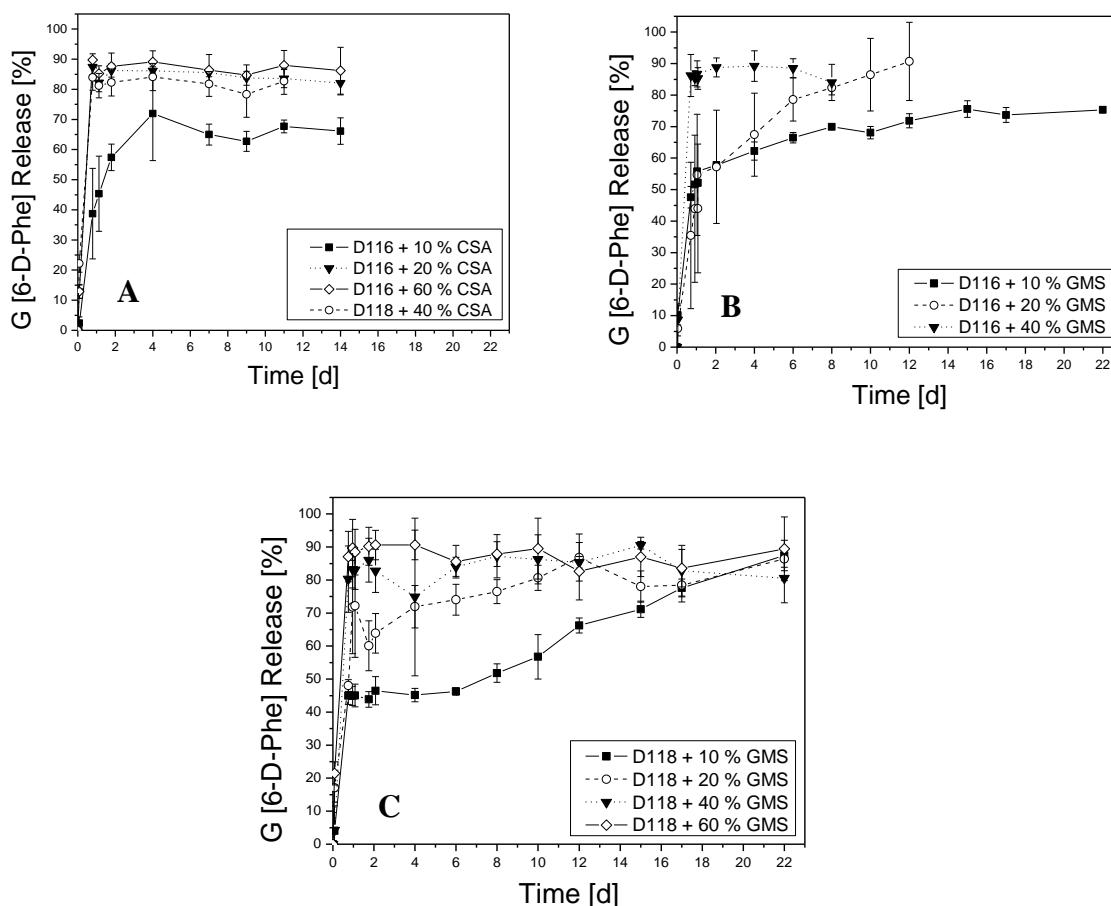 G [6-D-Phe] Release [%]
100
90
80
70
60
50
40
30
20
10
0
0 2 4 6 8 10 12 14 16 18 20 22
Time [d]
A
D116 + 10 % CSA
D116 + 20 % CSA
D116 + 60 % CSA
D118 + 40 % CSA
G [6-D-Phe] Release [%]
100
90
80
70
60
50
40
30
20
10
0
0 2 4 6 8 10 12 14 16 18 20 22
Time [d]
B
D116 + 10 % GMS
D116 + 20 % GMS
D116 + 40 % GMS
G [6-D-Phe] Release [%]
100
90
80
70
60
50
40
30
20
10
0
0 2 4 6 8 10 12 14 16 18 20 22
Time [d]
C
D118 + 10 % GMS
D118 + 20 % GMS
D118 + 40 % GMS
D118 + 60 % GMS